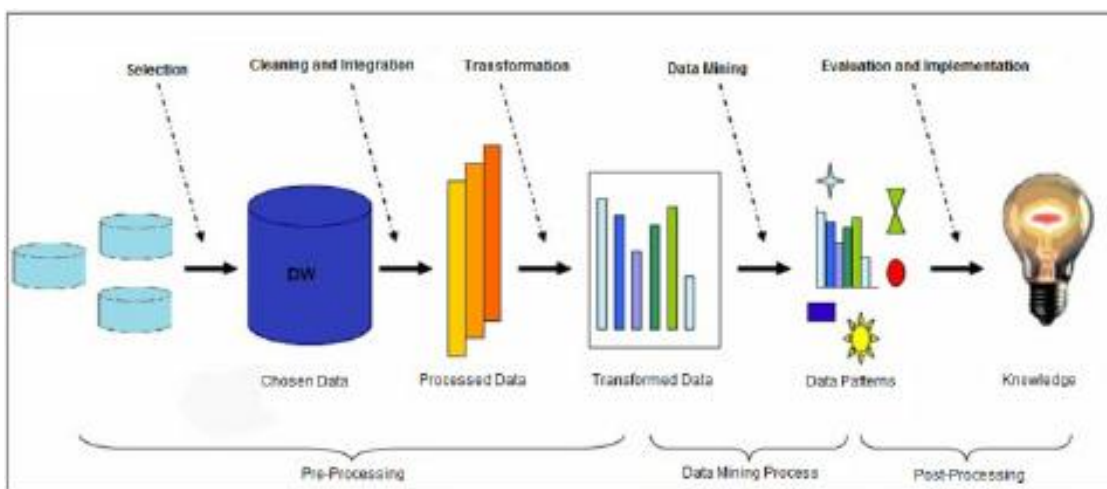 Selection
Cleaning and Integration
Transformation
Data Mining
Evaluation and Implementation
DW
Chosen Data
Processed Data
Transformed Data
Data Patterns
Knowledge
Pre-Processing
Data Mining Process
Post-Processing